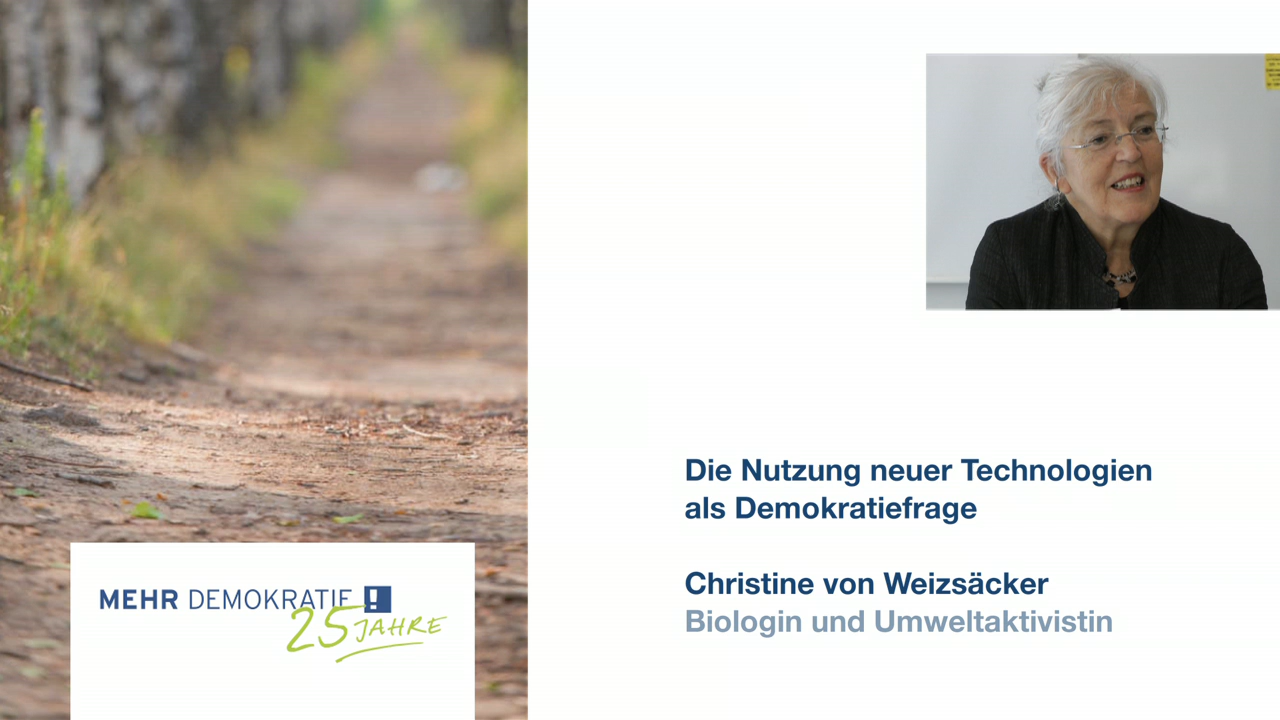 MEHR DEMOKRATIE!
25 JAHRE
Die Nutzung neuer Technologien
als Demokratiefrage
Christine von Weizsäcker
Biologin und Umweltaktivistin